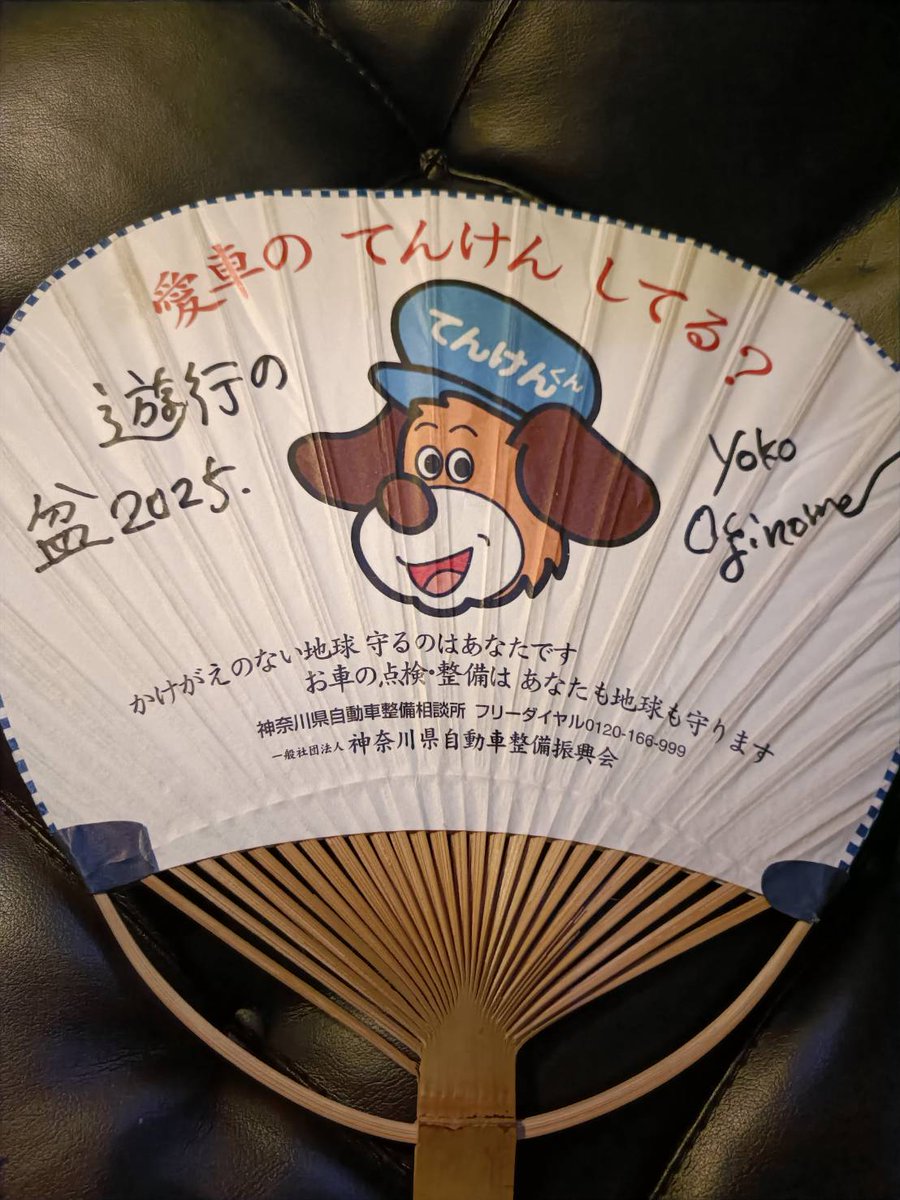 愛車の てんけん してる?
てんけんくん
遊行の
盆2025.
Yoko
Oginome
かけがえのない地球 守るのはあなたです
お車の点検・整備は あなたも地球も守ります
神奈川県自動車整備相談所 フリーダイヤル0120-166-999
一般社団法人 神奈川県自動車整備振興会